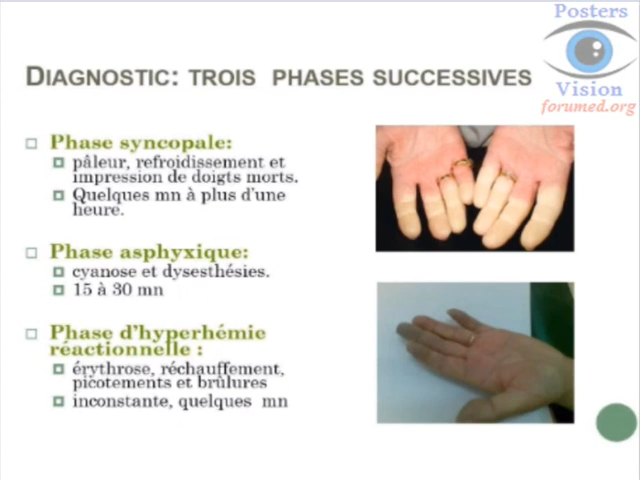 Posters
Vision
forumed.org
DIAGNOSTIC: TROIS PHASES SUCCESSIVES
Phase syncopale:
pâleur, refroidissement et
impression de doigts morts.
Quelques mn à plus d'une
heure.
Phase asphyxique:
cyanose et dysesthésies.
15 à 30 mn
Phase d'hyperhémie
réactionnelle :
érythrose, réchauffement,
picotements et brûlures
inconstante, quelques mn